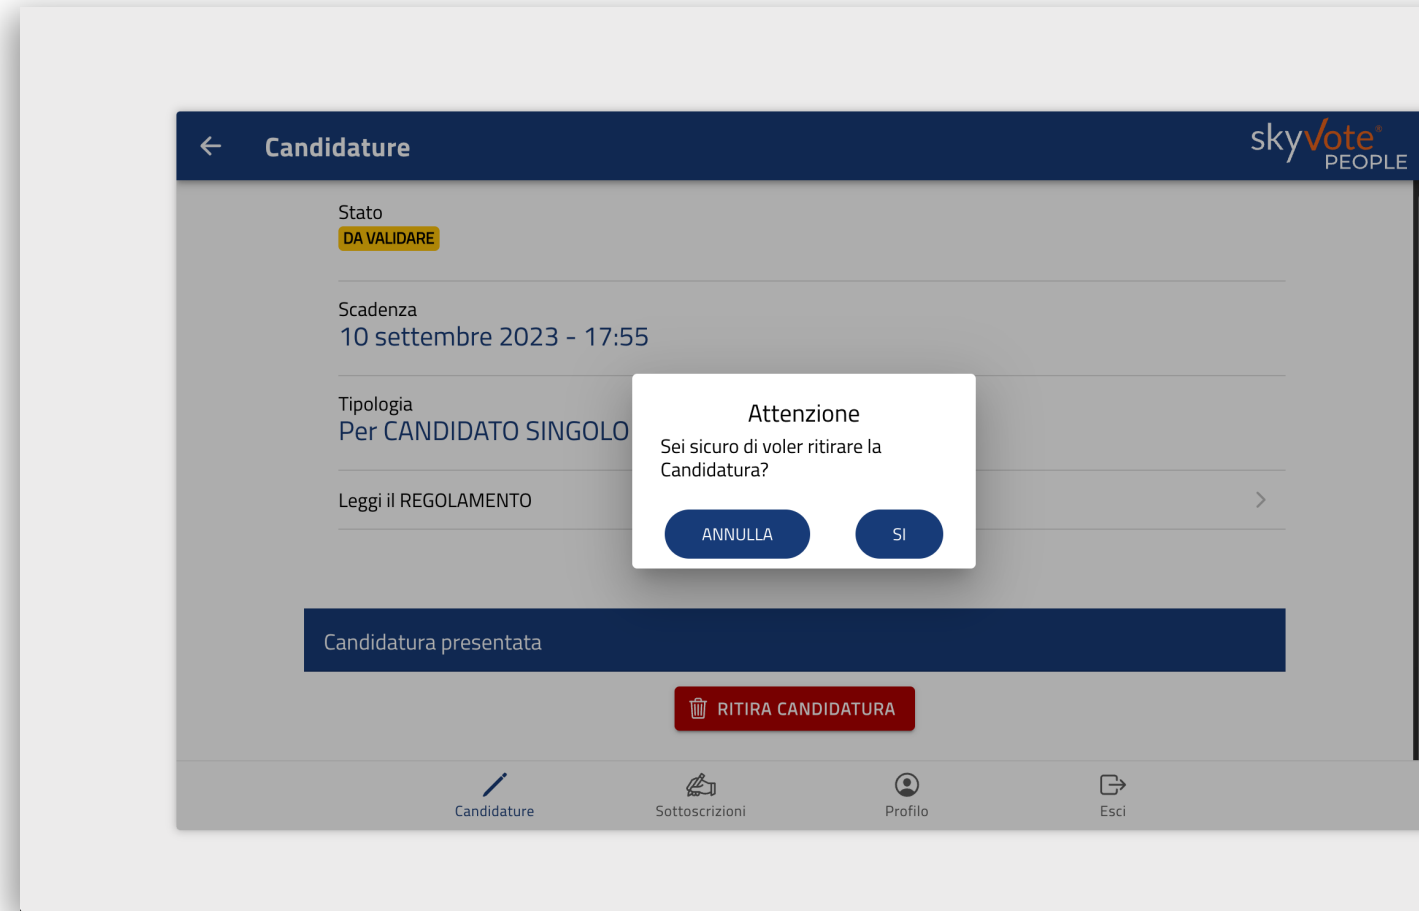 Candidature
skyVote®
PEOPLE
Stato
DA VALIDARE
Scadenza
10 settembre 2023 - 17:55
Tipologia
Per CANDIDATO SINGOLO
Leggi il REGOLAMENTO
Attenzione
Sei sicuro di voler ritirare la
Candidatura?
ANNULLA
SI
Candidatura presentata
RITIRA CANDIDATURA
Candidature
Sottoscrizioni
Profilo
Esci